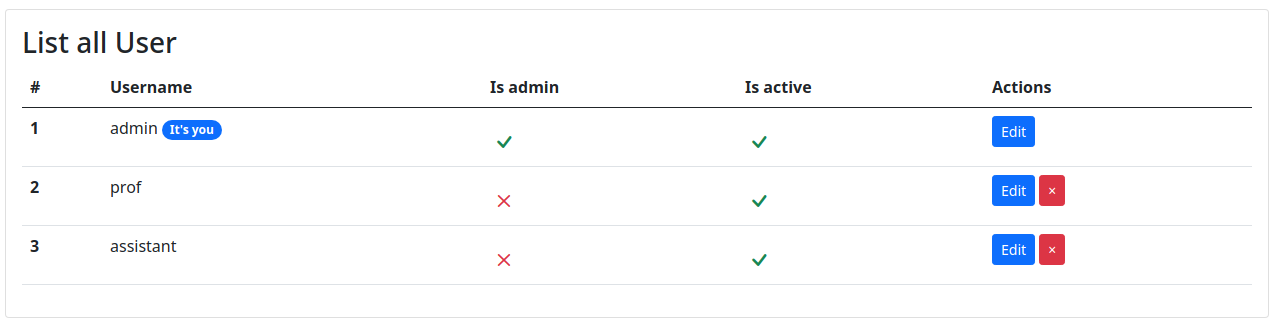 List all User
# Username Is admin Is active Actions
1 admin It's you Edit
2 prof Edit ×
3 assistant Edit ×